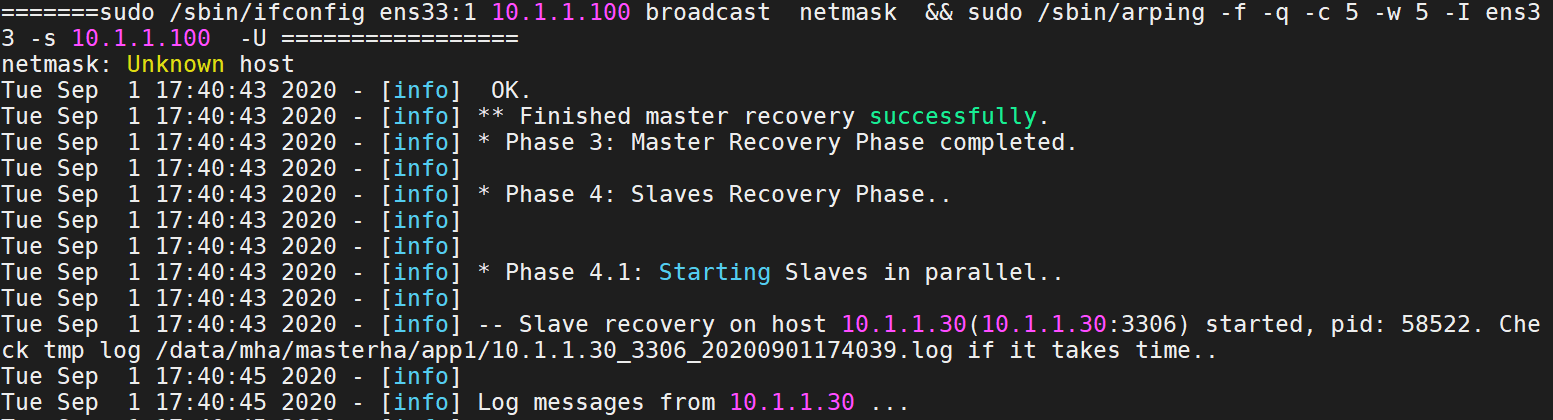 =======sudo /sbin/ifconfig ens33:1 10.1.1.100 broadcast  netmask  && sudo /sbin/arping -f -q -c 5 -w 5 -I ens3
3 -s 10.1.1.100  -U =================
netmask: Unknown host
Tue Sep  1 17:40:43 2020 - [info]  OK.
Tue Sep  1 17:40:43 2020 - [info] ** Finished master recovery successfully.
Tue Sep  1 17:40:43 2020 - [info] * Phase 3: Master Recovery Phase completed.
Tue Sep  1 17:40:43 2020 - [info]
Tue Sep  1 17:40:43 2020 - [info] * Phase 4: Slaves Recovery Phase..
Tue Sep  1 17:40:43 2020 - [info]
Tue Sep  1 17:40:43 2020 - [info]
Tue Sep  1 17:40:43 2020 - [info] * Phase 4.1: Starting Slaves in parallel..
Tue Sep  1 17:40:43 2020 - [info]
Tue Sep  1 17:40:43 2020 - [info] -- Slave recovery on host 10.1.1.30(10.1.1.30:3306) started, pid: 58522. Che
ck tmp log /data/mha/masterha/app1/10.1.1.30_3306_20200901174039.log if it takes time..
Tue Sep  1 17:40:45 2020 - [info]
Tue Sep  1 17:40:45 2020 - [info] Log messages from 10.1.1.30 ...